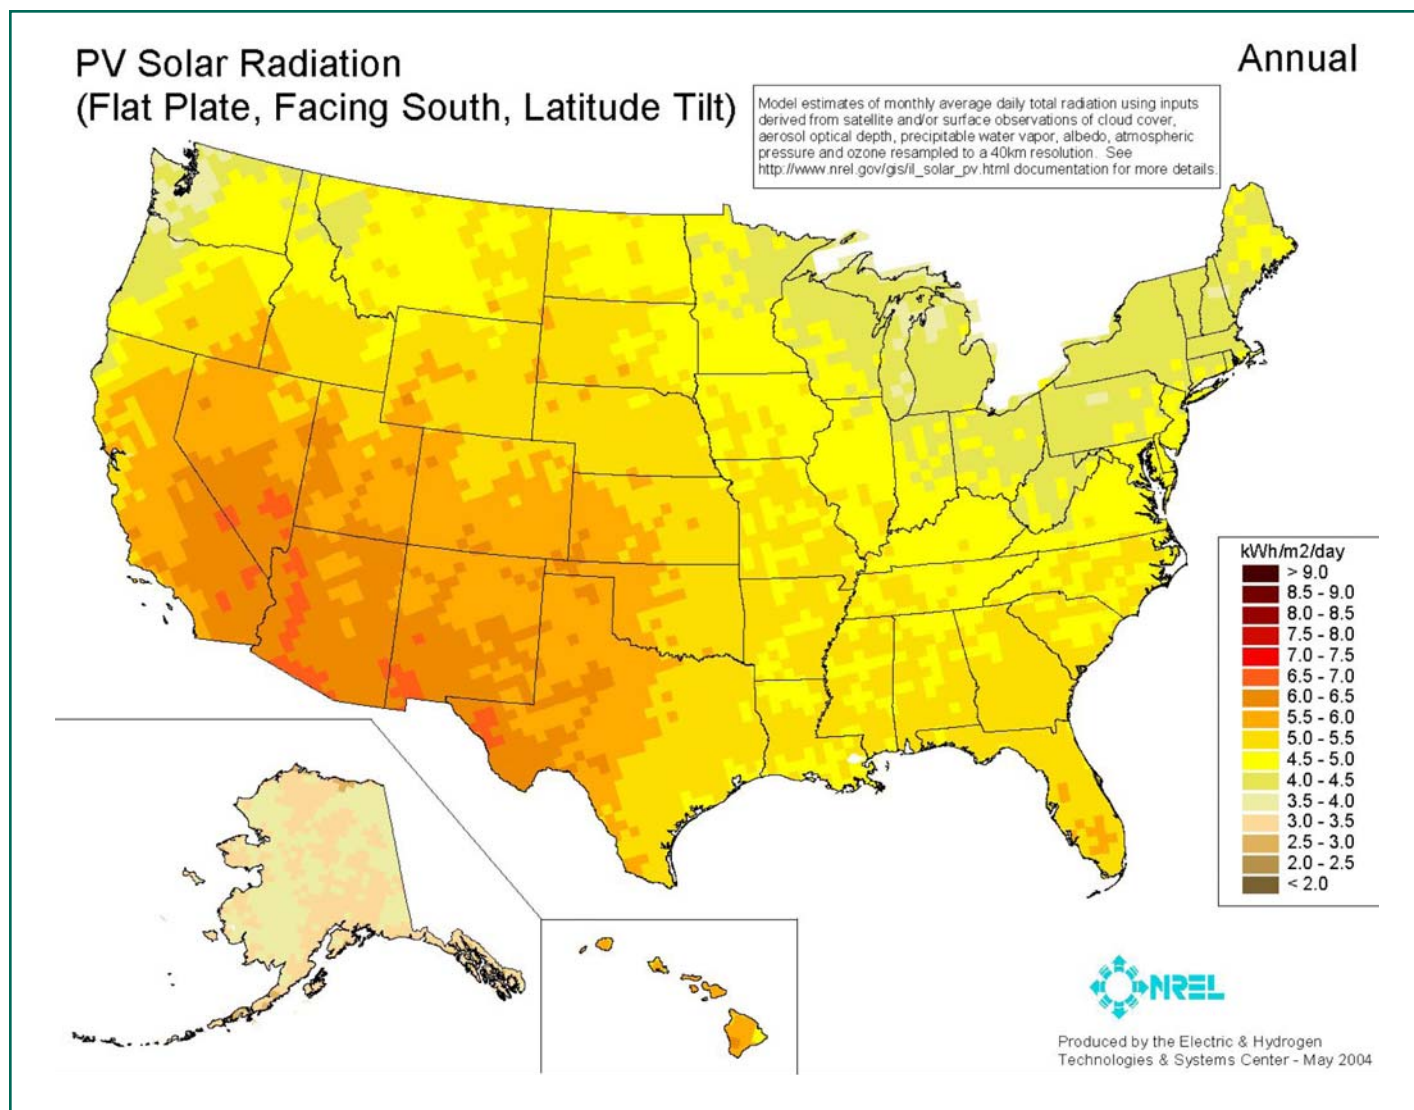 PV Solar Radiation
(Flat Plate, Facing South, Latitude Tilt)
Annual
Model estimates of monthly average daily total radiation using inputs
derived from satellite and/or surface observations of cloud cover,
aerosol optical depth, precipitable water vapor, albedo, atmospheric
pressure and ozone resampled to a 40km resolution. See
http://www.nrel.gov/gis/il_solar_pv.html documentation for more details.
kWh/m2/day
> 9.0
8.5 - 9.0
8.0 - 8.5
7.5 - 8.0
7.0 - 7.5
6.5 - 7.0
6.0 - 6.5
5.5 - 6.0
5.0 - 5.5
4.5 - 5.0
4.0 - 4.5
3.5 - 4.0
3.0 - 3.5
2.5 - 3.0
2.0 - 2.5
< 2.0
NREL
Produced by the Electric & Hydrogen
Technologies & Systems Center - May 2004